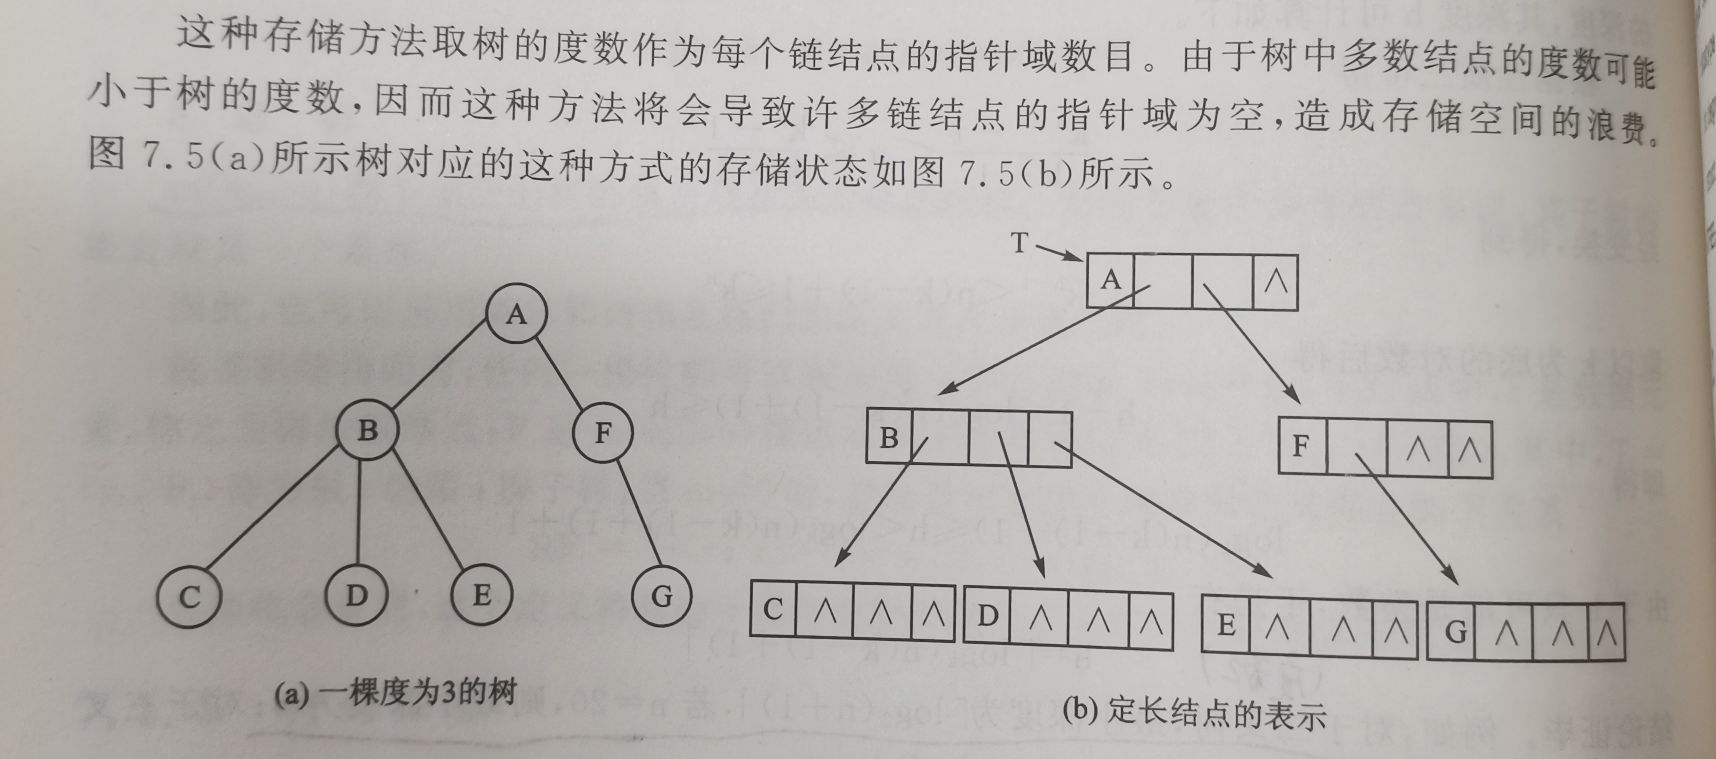 这种存储方法取树的度数作为每个链结点的指针域数目。由于树中多数结点的度数可能
小于树的度数,因而这种方法将会导致许多链结点的指针域为空,造成存储空间的浪费。
图 7.5(a)所示树对应的这种方式的存储状态如图 7.5(b)所示。
T
A ∧
A
B F
B
F ∧ ∧
C D E G
C ∧ ∧ ∧ D ∧ ∧ ∧ E ∧ ∧ ∧ G ∧ ∧ ∧
(a) 一棵度为3的树
(b) 定长结点的表示